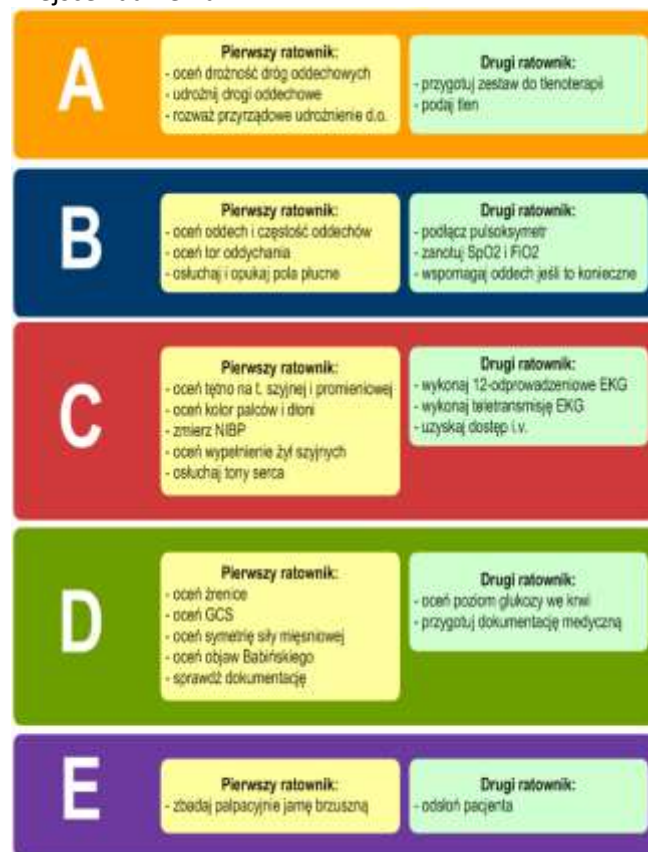 A
Pierwszy ratownik:
- oceń drożność dróg oddechowych
- udrożnij drogi oddechowe
- rozważ przyrządowe udrożnienie d.o.
Drugi ratownik:
- przygotuj zestaw do tlenoterapii
- podaj tlen
B
Pierwszy ratownik:
- oceń oddech i częstość oddechów
- oceń tor oddychania
- osłuchaj i opukaj pola płucne
Drugi ratownik:
- podłącz pulsoksymetr
- zanotuj SpO2 i FiO2
- wspomagaj oddech jeśli to konieczne
C
Pierwszy ratownik:
- oceń tętno na t. szyjnej i promieniowej
- oceń kolor palców i dłoni
- zmierz NIBP
- oceń wypełnienie żył szyjnych
- osłuchaj tony serca
Drugi ratownik:
- wykonaj 12-odprowadzeniowe EKG
- wykonaj teletransmisję EKG
- uzyskaj dostęp i.v.
D
Pierwszy ratownik:
- oceń źrenice
- oceń GCS
- oceń symetrię siły mięsniowej
- oceń objaw Babińskiego
- sprawdź dokumentację
Drugi ratownik:
- oceń poziom glukozy we krwi
- przygotuj dokumentację medyczną
E
Pierwszy ratownik:
- zbadaj palpacyjnie jamę brzuszną
Drugi ratownik:
- odsłoń pacjenta